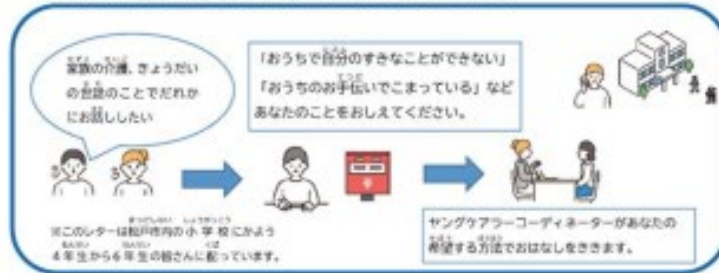 家族の介護、きょうだい
の世話のことでだれか
にお話ししたい
「おうちで自分のすきなことができない」
「おうちのお手伝いでこまっている」など
あなたのことをおしえてください。
※このレターは松戸市内の小学校にかよう
4年生から6年生の皆さんに配っています。
ヤングケアラーコーディネーターがあなたの
希望する方法でおはなしをききます。